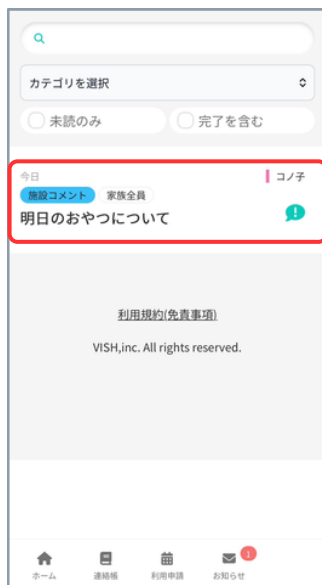 カテゴリを選択
未読のみ
完了を含む
今日
コノ子
施設コメント
家族全員
明日のおやつについて
利用規約(免責事項)
VISH,inc. All rights reserved.
1
ホーム
連絡帳
利用申請
お知らせ